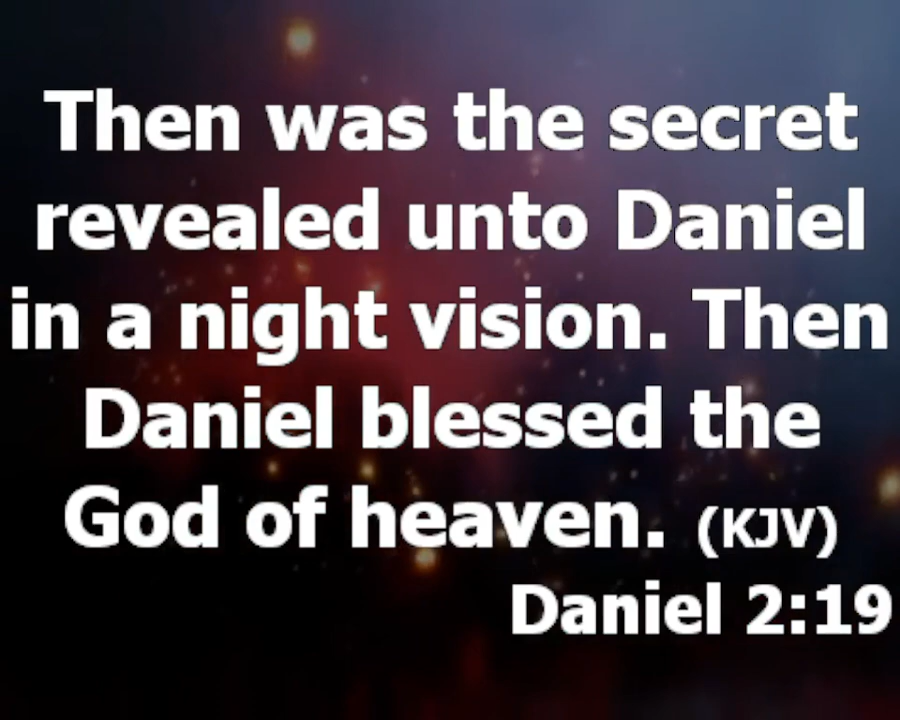 Then was the secret
revealed unto Daniel
in a night vision. Then
Daniel blessed the
God of heaven. (KJV)
Daniel 2:19